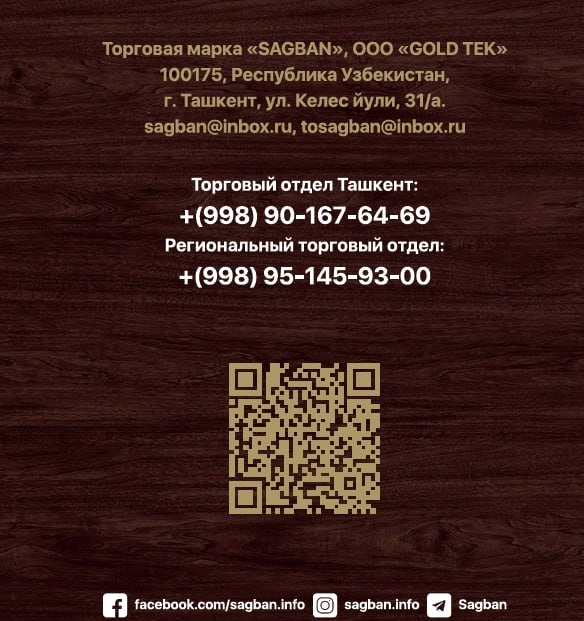 Торговая марка «SAGBAN», ООО «GOLD TEK»
100175, Республика Узбекистан,
г. Ташкент, ул. Келес йули, 31/а.
sagban@inbox.ru, tosagban@inbox.ru
Торговый отдел Ташкент:
+(998) 90-167-64-69
Региональный торговый отдел:
+(998) 95-145-93-00
facebook.com/sagban.info sagban.info Sagban